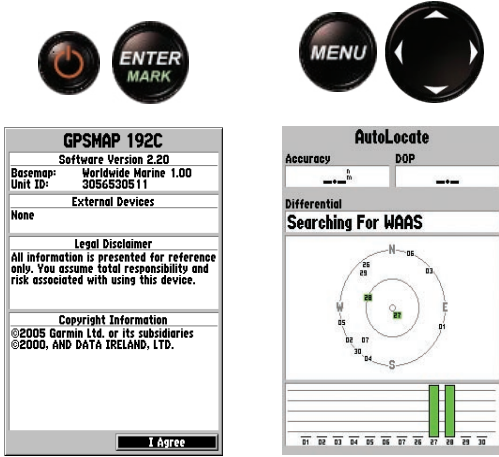 ENTER
MARK
MENU
GPSMAP 192C
Software Version 2.20
Basemap: Worldwide Marine 1.00
Unit ID: 3056530511
External Devices
None
Legal Disclaimer
All information is presented for reference
only. You assume total responsibility and
risk associated with using this device.
Copyright Information
©2005 Garmin Ltd. or its subsidiaries
©2000, AND DATA IRELAND, LTD.
I Agree
AutoLocate
Accuracy DOP
_._ n m _._
Differential
Searching For WAAS
N
06
26
03
29
28
W
E
27
05
01
02 07
30
04
S
01 02 03 04 05 06 07 26 27 28 29 30